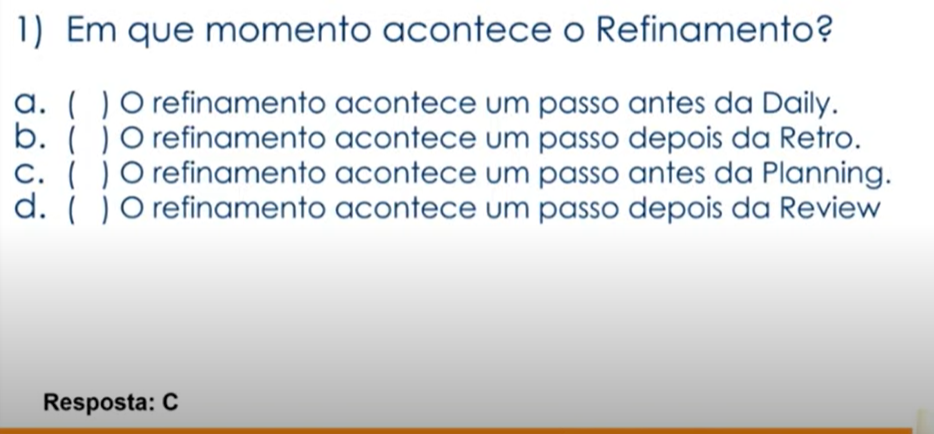 1) Em que momento acontece o Refinamento?
a. ( ) O refinamento acontece um passo antes da Daily.
b. ( ) O refinamento acontece um passo depois da Retro.
c. ( ) O refinamento acontece um passo antes da Planning.
d. ( ) O refinamento acontece um passo depois da Review
Resposta: C